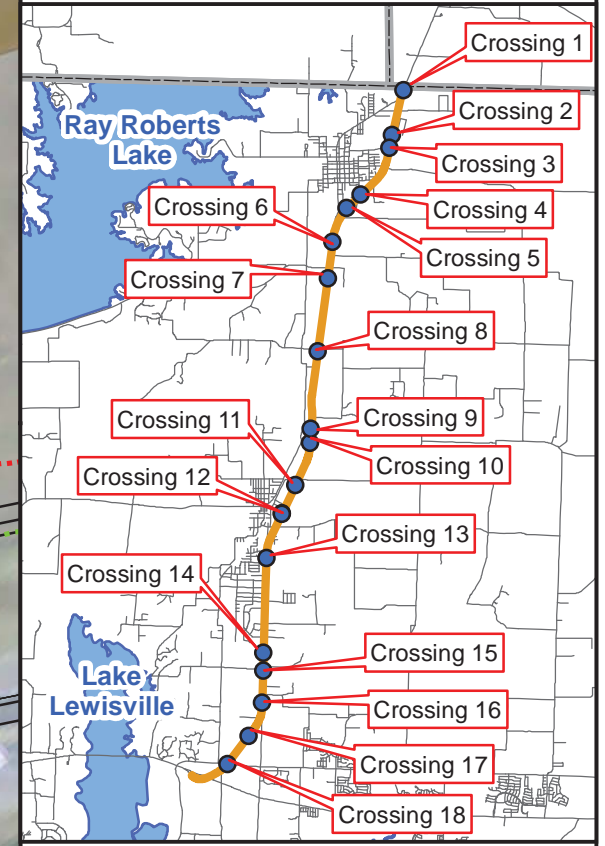 Crossing 1
Crossing 2
Ray Roberts
Lake
Crossing 3
Crossing 4
Crossing 6
Crossing 5
Crossing 7
Crossing 8
Crossing 11
Crossing 9
Crossing 10
Crossing 12
Crossing 13
Crossing 14
Crossing 15
Lake
Lewisville
Crossing 16
Crossing 17
Crossing 18